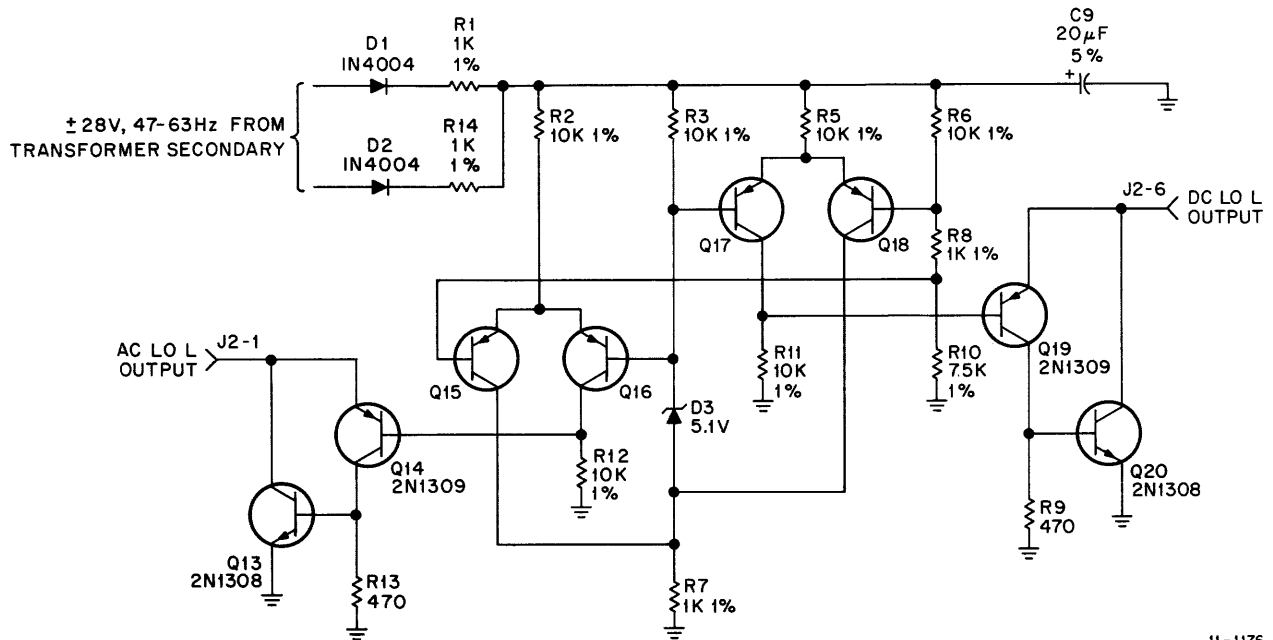 D1
IN4004
R1
1K
1%
C9
20µF
5%
+
± 28V, 47-63Hz FROM
TRANSFORMER SECONDARY
D2
IN4004
R14
1K
1%
R2
10K 1%
R3
10K 1%
R5
10K 1%
R6
10K 1%
J2-6
DC LO L
OUTPUT
Q17
Q18
R8
1K 1%
AC LO L
OUTPUT
J2-1
Q15
Q16
R11
10K
1%
R10
7.5K
1%
Q19
2N1309
D3
5.1V
Q14
2N1309
R12
10K
1%
Q20
2N1308
R9
470
Q13
2N1308
R13
470
R7
1K 1%
11-1176